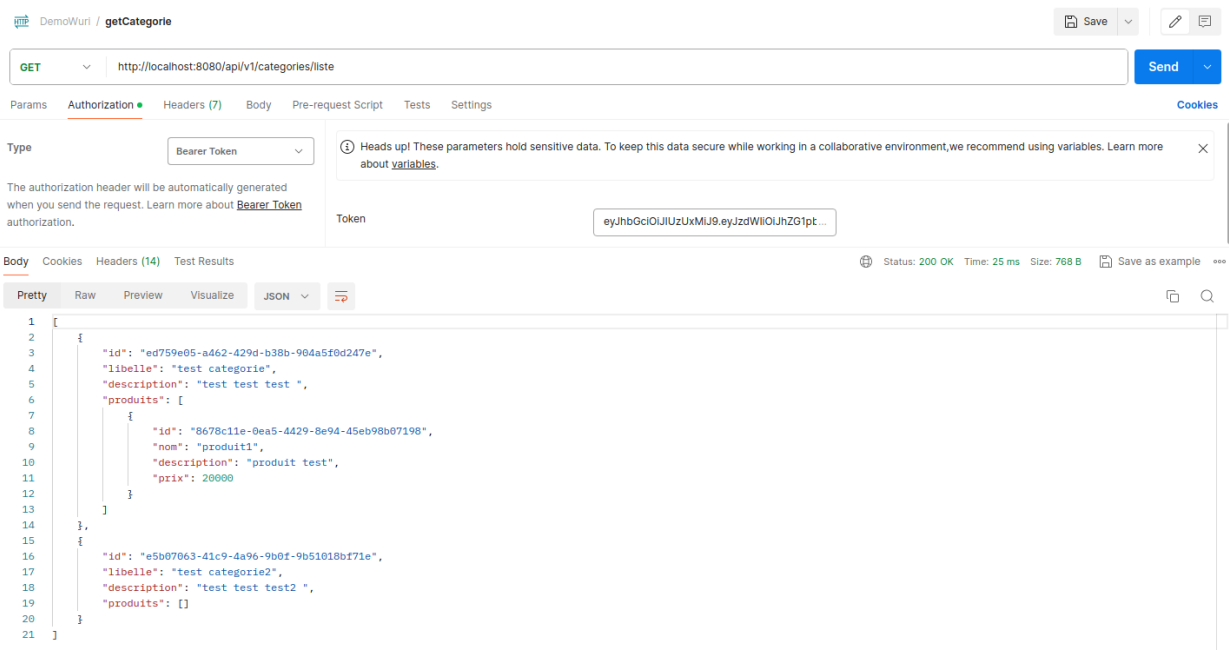 HTTP DemoWuri / getCategorie Save
GET http://localhost:8080/api/v1/categories/liste Send
Params Authorization Headers (7) Body Pre-request Script Tests Settings Cookies
Type Bearer Token
Heads up! These parameters hold sensitive data. To keep this data secure while working in a collaborative environment,we recommend using variables. Learn more
about variables.
The authorization header will be automatically generated
when you send the request. Learn more about Bearer Token
authorization.
Token
Body Cookies Headers (14) Test Results Status: 200 OK Time: 25 ms Size: 768 B Save as example
Pretty Raw Preview Visualize JSON
1 [
2 {
3 "id": "ed759e05-a462-429d-b38b-904a5f0d247e",
4 "libelle": "test categorie",
5 "description": "test test test ",
6 "produits": [
7 {
8 "id": "8678c11e-0ea5-4429-8e94-45eb98b07198",
9 "nom": "produit1",
10 "description": "produit test",
11 "prix": 20000
12 }
13 ]
14 },
15 {
16 "id": "e5b07063-41c9-4a96-9b0f-9b51018bf71e",
17 "libelle": "test categorie2",
18 "description": "test test test2 ",
19 "produits": []
20 }
21 ]